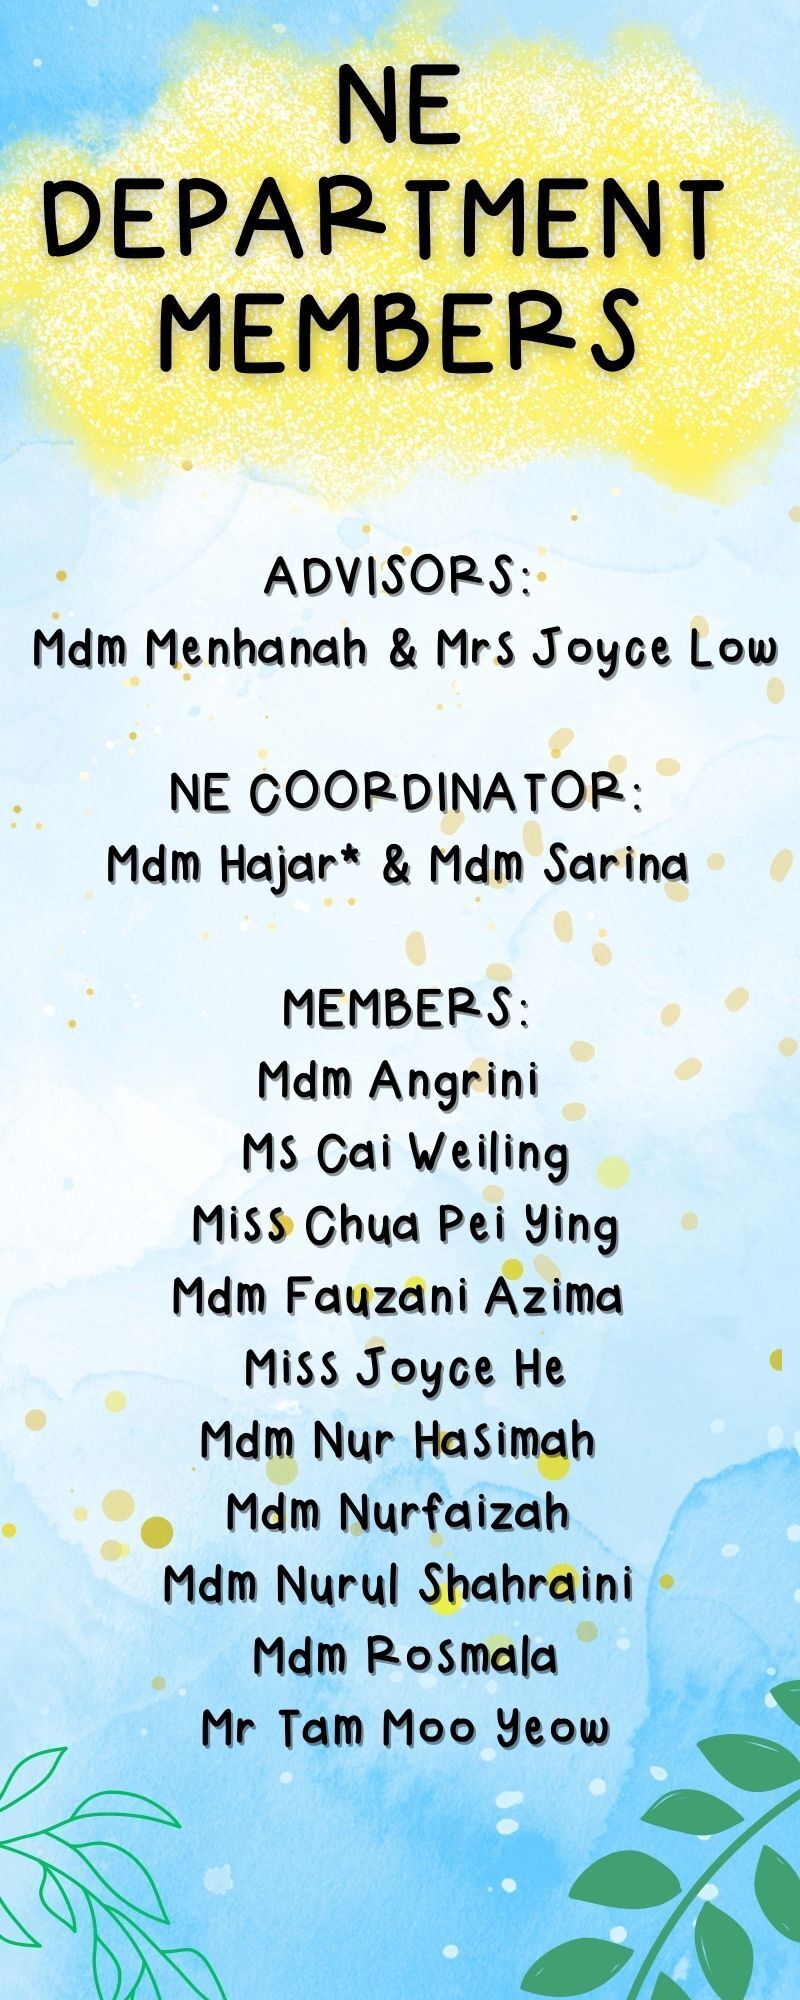 NE
DEPARTMENT
MEMBERS
ADVISORS:
Mdm Menhanah & Mrs Joyce Low
NE COORDINATOR:
Mdm Hajar* & Mdm Sarina
MEMBERS:
Mdm Angrini
Ms Cai Weiling
Miss Chua Pei Ying
Mdm Fauzani Azima
Miss Joyce He
Mdm Nur Hasimah
Mdm Nurfaizah
Mdm Nurul Shahraini
Mdm Rosmala
Mr Tam Moo Yeow